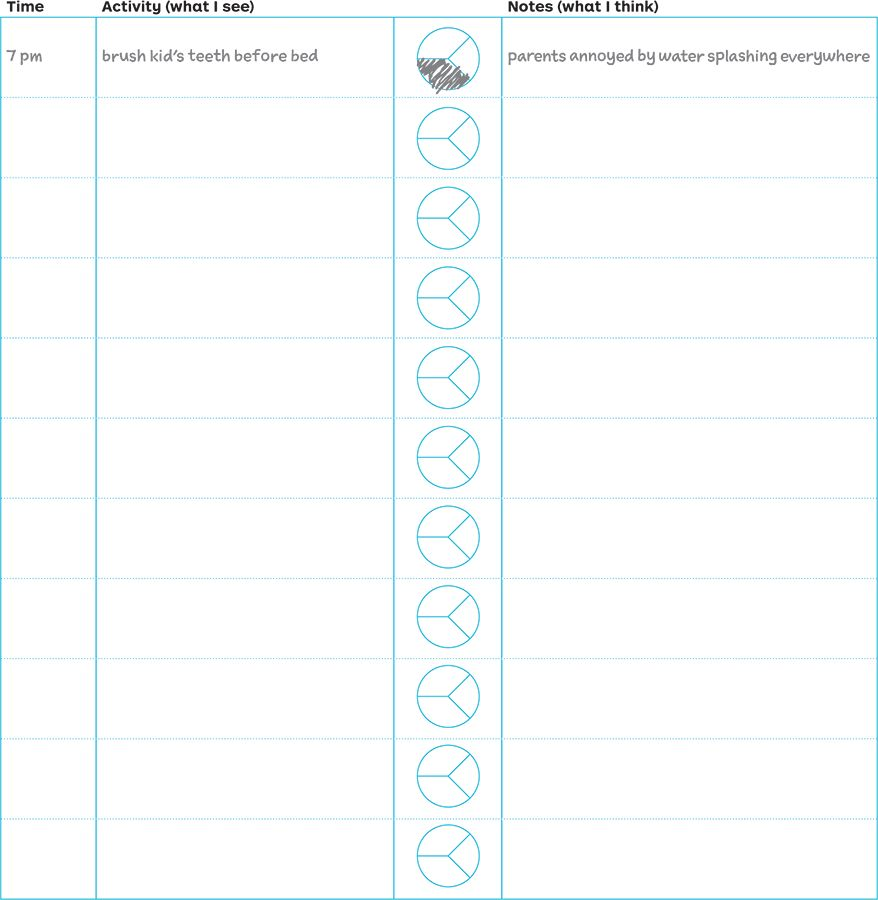 Time Activity (what I see) Notes (what I think)
7 pm brush kid's teeth before bed parents annoyed by water splashing everywhere